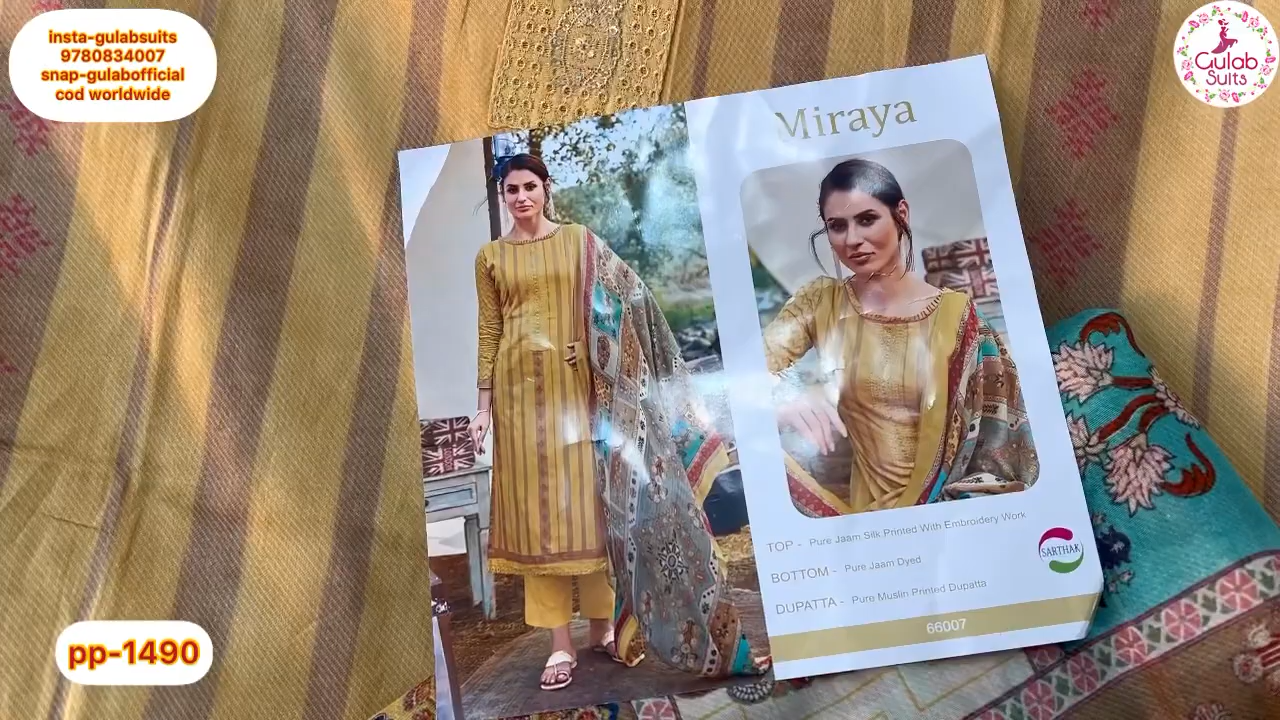 insta-gulabsuits
9780834007
snap-gulabofficial
cod worldwide
Gulab
Suits
Miraya
TOP - Pure Jaam Silk Printed With Embroidery Work
BOTTOM - Pure Jaam Dyed
DUPATTA - Pure Muslin Printed Dupatta
SARTHAK
66007
pp-1490